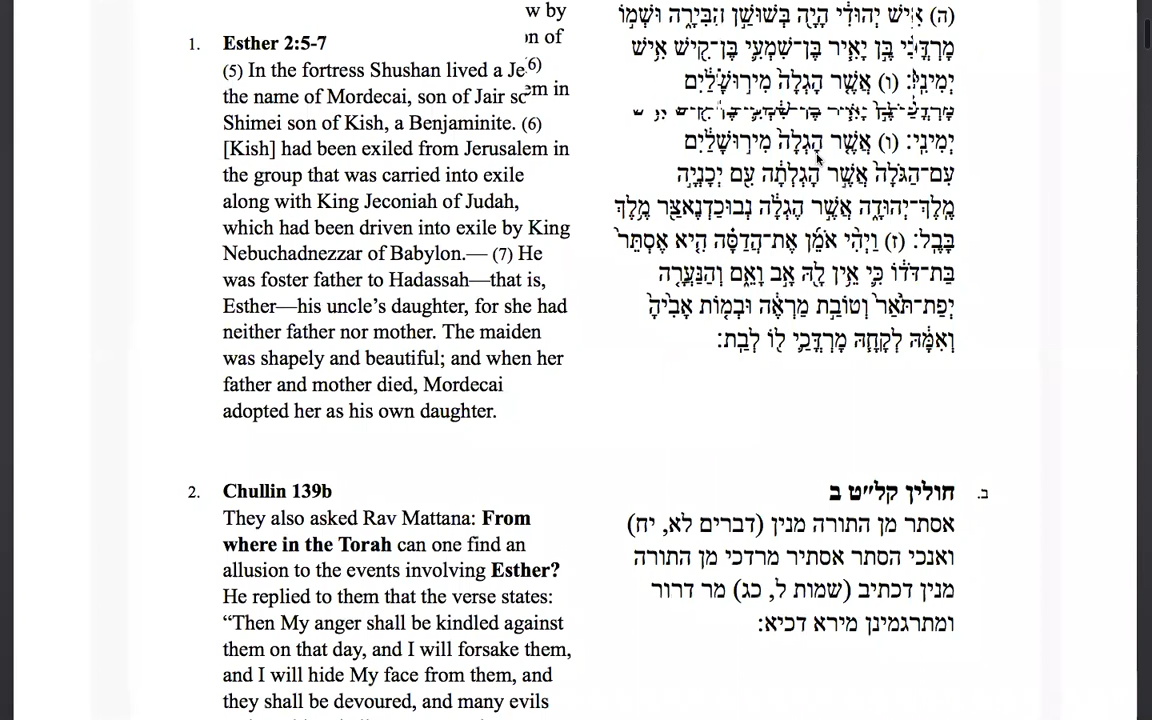 w by
n of
1. Esther 2:5-7
(5) In the fortress Shushan lived a Je
6)
the name of Mordecai, son of Jair
em in
Shimei son of Kish, a Benjaminite. (6)
[Kish] had been exiled from Jerusalem in
the group that was carried into exile
along with King Jeconiah of Judah,
which had been driven into exile by King
Nebuchadnezzar of Babylon.— (7) He
was foster father to Hadassah—that is,
Esther—his uncle’s daughter, for she had
neither father nor mother. The maiden
was shapely and beautiful; and when her
father and mother died, Mordecai
adopted her as his own daughter.
(ה) אִ֣ישׁ יְהוּדִ֔י הָיָ֖ה בְּשׁוּשַׁ֣ן הַבִּירָ֑ה וּשְׁמ֣וֹ
מָרְדֳּכַ֗י בֶּ֣ן יָאִ֧יר בֶּן־שִׁמְעִ֛י בֶּן־קִ֖ישׁ אִ֥ישׁ
יְמִינִֽי׃ (ו) אֲשֶׁ֤ר הָגְלָה֙ מִיר֣וּשָׁלַ֔יִם
יְמִינִֽי׃ (ו) אֲשֶׁ֤ר הָגְלָה֙ מִיר֣וּשָׁלַ֔יִם
עִם־הַגֹּלָה֙ אֲשֶׁ֣ר הָגְלְתָ֔ה עִ֖ם יְכָנְיָ֣ה
מֶֽלֶךְ־יְהוּדָ֑ה אֲשֶׁ֣ר הֶגְלָ֔ה נְבוּכַדְנֶאצַּ֖ר מֶ֥לֶךְ
בָּבֶֽל׃ (ז) וַיְהִ֨י אֹמֵ֜ן אֶת־הֲדַסָּ֗ה הִ֤יא אֶסְתֵּר֙
בַּת־דֹּד֔וֹ כִּ֛י אֵ֥ין לָ֖הּ אָ֣ב וָאֵ֑ם וְהַנַּעֲרָ֤ה
יְפַת־תֹּ֙אַר֙ וְטוֹבַ֣ת מַרְאֶ֔ה וּבְמ֤וֹת אָבִ֙יהָ֙
וְאִמָּ֔הּ לְקָחָ֧הּ מָרְדֳּכַ֛י ל֖וֹ לְבַֽת׃
2. Chullin 139b
They also asked Rav Mattana: From
where in the Torah can one find an
allusion to the events involving Esther?
He replied to them that the verse states:
“Then My anger shall be kindled against
them on that day, and I will forsake them,
and I will hide My face from them, and
they shall be devoured, and many evils
ב. חולין קל״ט ב
אסתר מן התורה מנין (דברים לא, יח)
ואנכי הסתר אסתיר מרדכי מן התורה
מנין דכתיב (שמות ל, כג) מר דרור
ומתרגמינן מירא דכיא: